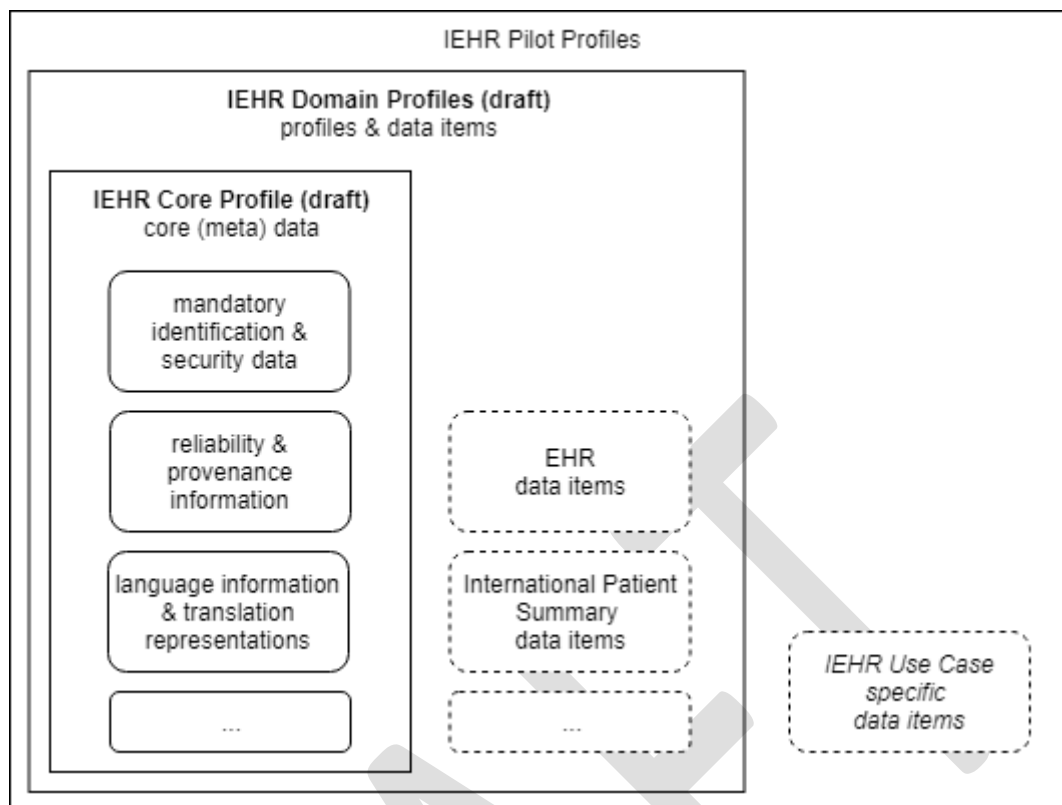 IEHR Pilot Profiles
IEHR Domain Profiles (draft)
profiles & data items
IEHR Core Profile (draft)
core (meta) data
mandatory
identification &
security data
reliability &
provenance
information
EHR
data items
language information
& translation
representations
International Patient
Summary
data items
IEHR Use Case
specific
data items
...
...